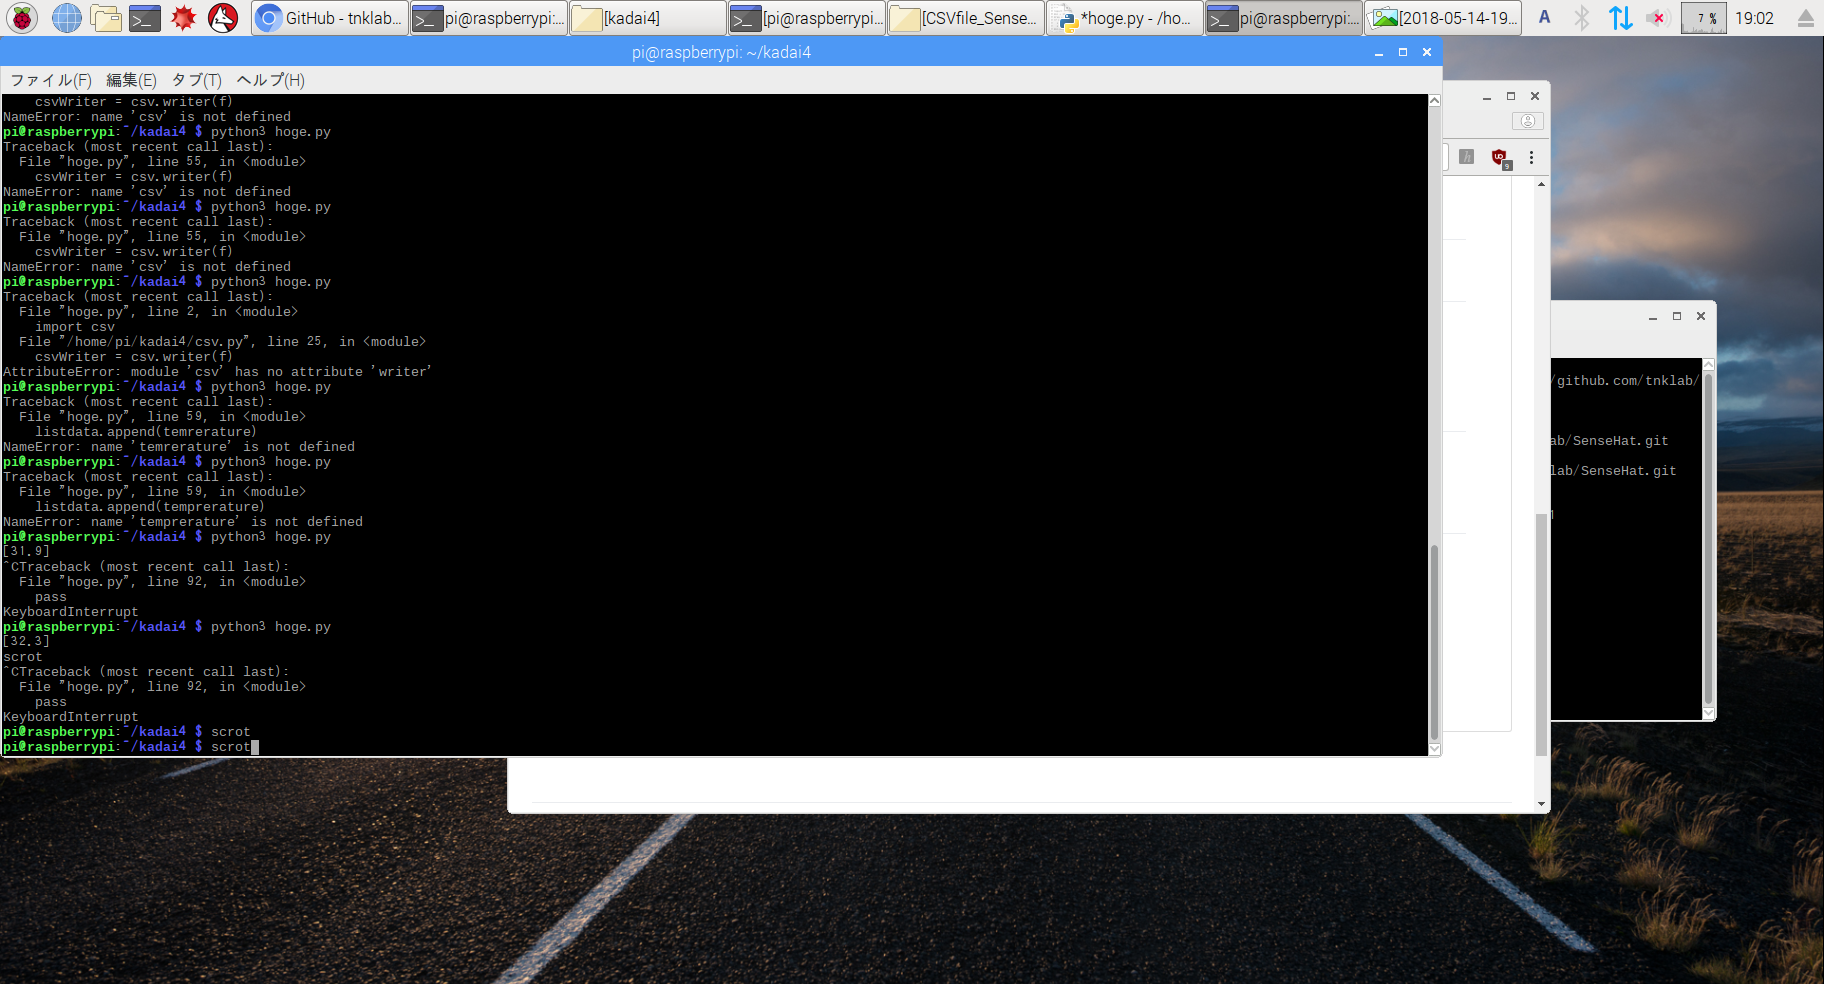 GitHub - tnklab...
pi@raspberrypi:...
[kadai4]
[pi@raspberrypi...
[CSVfile_Sense...
*hoge.py - /ho...
pi@raspberrypi:...
[2018-05-14-19...
A
7 %
19:02
pi@raspberrypi: ~/kadai4
ファイル(F) 編集(E) タブ(T) ヘルプ(H)
    csvWriter = csv.writer(f)
NameError: name 'csv' is not defined
pi@raspberrypi:~/kadai4 $ python3 hoge.py
Traceback (most recent call last):
  File "hoge.py", line 55, in <module>
    csvWriter = csv.writer(f)
NameError: name 'csv' is not defined
pi@raspberrypi:~/kadai4 $ python3 hoge.py
Traceback (most recent call last):
  File "hoge.py", line 55, in <module>
    csvWriter = csv.writer(f)
NameError: name 'csv' is not defined
pi@raspberrypi:~/kadai4 $ python3 hoge.py
Traceback (most recent call last):
  File "hoge.py", line 2, in <module>
    import csv
  File "/home/pi/kadai4/csv.py", line 25, in <module>
    csvWriter = csv.writer(f)
AttributeError: module 'csv' has no attribute 'writer'
pi@raspberrypi:~/kadai4 $ python3 hoge.py
Traceback (most recent call last):
  File "hoge.py", line 59, in <module>
    listdata.append(temrerature)
NameError: name 'temrerature' is not defined
pi@raspberrypi:~/kadai4 $ python3 hoge.py
Traceback (most recent call last):
  File "hoge.py", line 59, in <module>
    listdata.append(temprerature)
NameError: name 'temprerature' is not defined
pi@raspberrypi:~/kadai4 $ python3 hoge.py
[31.9]
^CTraceback (most recent call last):
  File "hoge.py", line 92, in <module>
    pass
KeyboardInterrupt
pi@raspberrypi:~/kadai4 $ python3 hoge.py
[32.3]
scrot
^CTraceback (most recent call last):
  File "hoge.py", line 92, in <module>
    pass
KeyboardInterrupt
pi@raspberrypi:~/kadai4 $ scrot
pi@raspberrypi:~/kadai4 $ scrot
h
9
/github.com/tnklab/
ab/SenseHat.git
lab/SenseHat.git